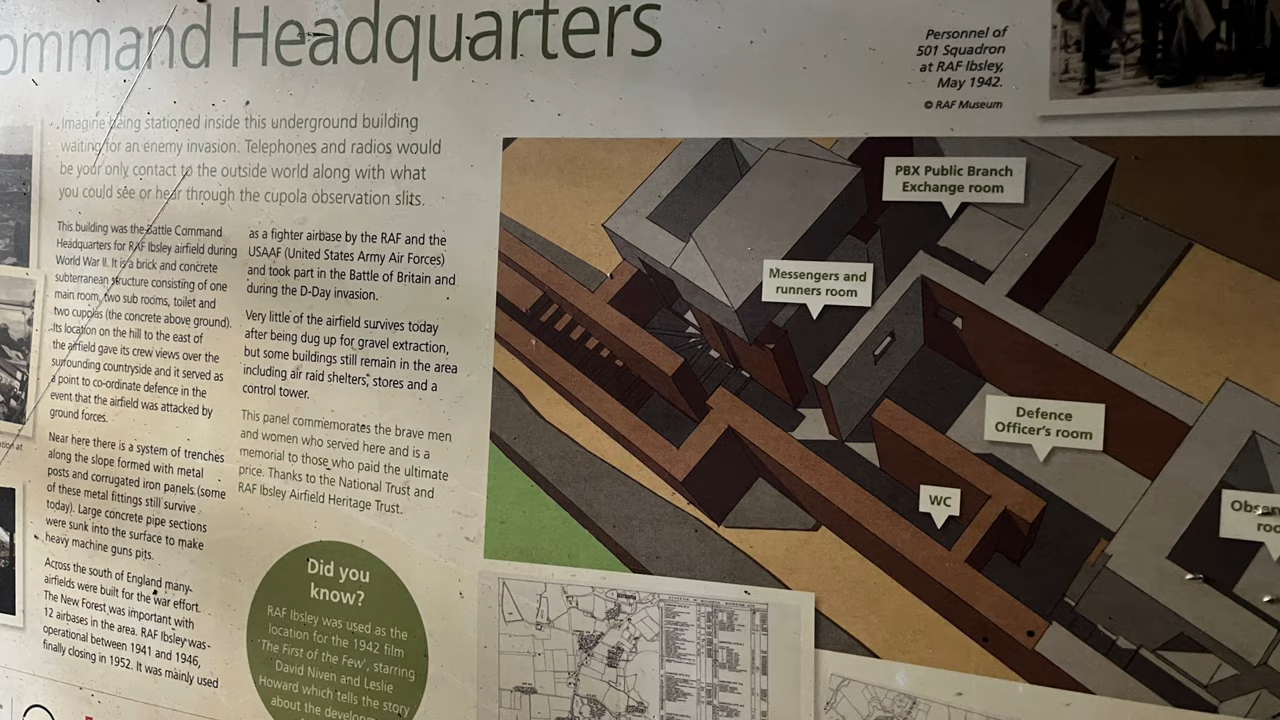 ommand Headquarters
Personnel of
501 Squadron
at RAF Ibsley,
May 1942.
© RAF Museum
Imagine being stationed inside this underground building
waiting for an enemy invasion. Telephones and radios would
be your only contact to the outside world along with what
you could see or hear through the cupola observation slits.
This building was the Battle Command
Headquarters for RAF Ibsley airfield during
World War II. It is a brick and concrete
subterranean structure consisting of one
main room, two sub rooms, toilet and
two cupolas (the concrete above ground).
Its location on the hill to the east of
the airfield gave its crew views over the
surrounding countryside and it served as
a point to co-ordinate defence in the
event that the airfield was attacked by
ground forces.
Near here there is a system of trenches
along the slope formed with metal
posts and corrugated iron panels (some
of these metal fittings still survive
today). Large concrete pipe sections
were sunk into the surface to make
heavy machine guns pits.
Across the south of England many
airfields were built for the war effort.
The New Forest was important with
12 airbases in the area. RAF Ibsley was
operational between 1941 and 1946,
finally closing in 1952. It was mainly used
as a fighter airbase by the RAF and the
USAAF (United States Army Air Forces)
and took part in the Battle of Britain and
during the D-Day invasion.
Very little of the airfield survives today
after being dug up for gravel extraction,
but some buildings still remain in the area
including air raid shelters, stores and a
control tower.
This panel commemorates the brave men
and women who served here and is a
memorial to those who paid the ultimate
price. Thanks to the National Trust and
RAF Ibsley Airfield Heritage Trust.
Did you
know?
RAF Ibsley was used as the
location for the 1942 film
'The First of the Few', starring
David Niven and Leslie
Howard which tells the story
about the developm
PBX Public Branch
Exchange room
Messengers and
runners room
Defence
Officer's room
WC
Obser
roo